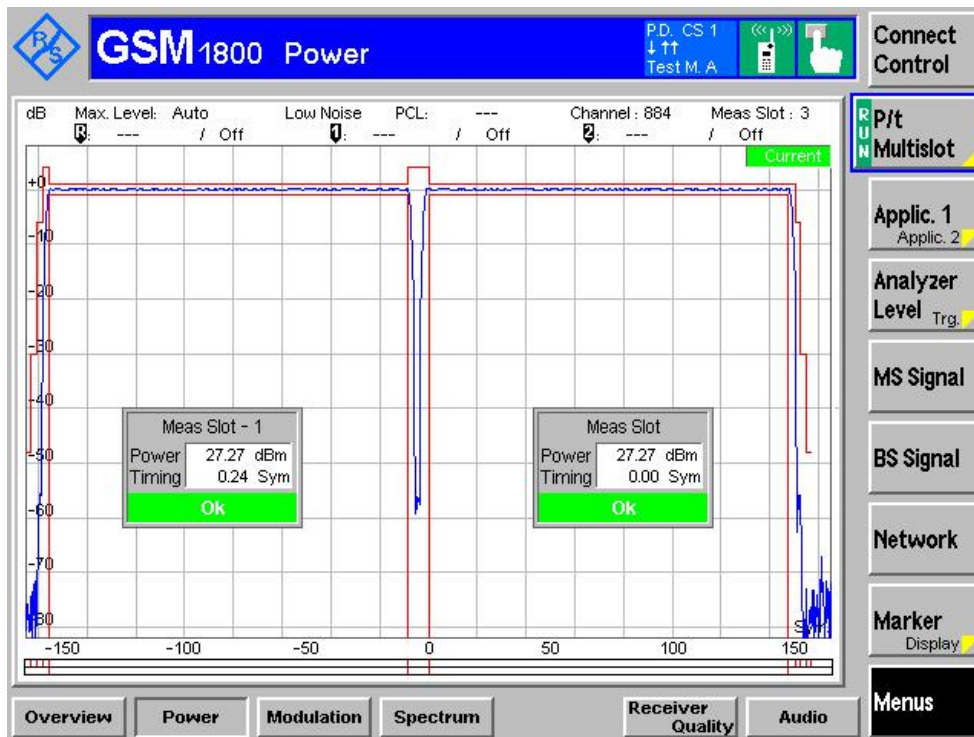 R/S
GSM 1800 Power
P.D. CS 1
↓ ↑↑
Test M. A
Connect Control
dB Max. Level: Auto Low Noise PCL: --- Channel : 884 Meas Slot : 3
R: --- / Off 1: --- / Off 2: --- / Off
Current
RUN
P/t Multislot
Applic. 1
Applic. 2
Analyzer Level Trg.
MS Signal
BS Signal
Network
Marker
Display
Menus
+0
-10
-20
-30
-40
-50
-60
-70
-80
Meas Slot - 1
Power 27.27 dBm
Timing 0.24 Sym
Ok
Meas Slot
Power 27.27 dBm
Timing 0.00 Sym
Ok
-150 -100 -50 0 50 100 150
Overview Power Modulation Spectrum Receiver Quality Audio